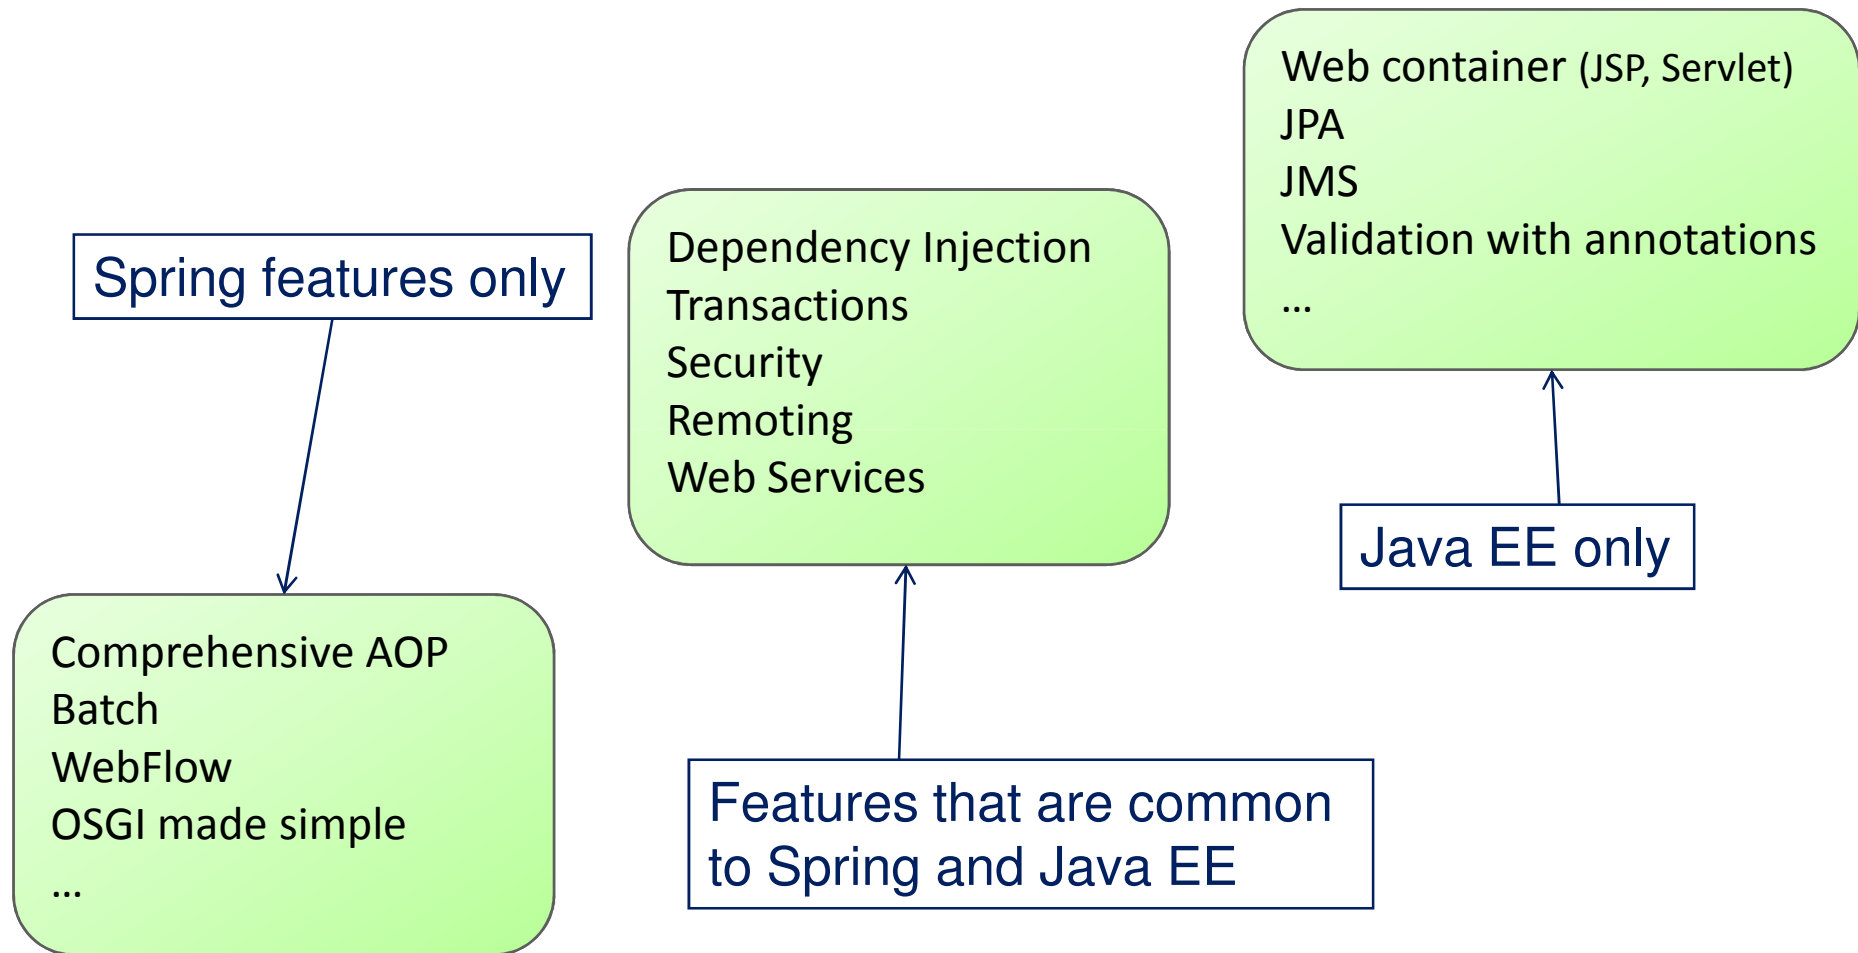 Web container (JSP, Servlet)
JPA
JMS
Validation with annotations
...
Java EE only
Dependency Injection
Transactions
Security
Remoting
Web Services
Features that are common
to Spring and Java EE
Spring features only
Comprehensive AOP
Batch
WebFlow
OSGI made simple
...